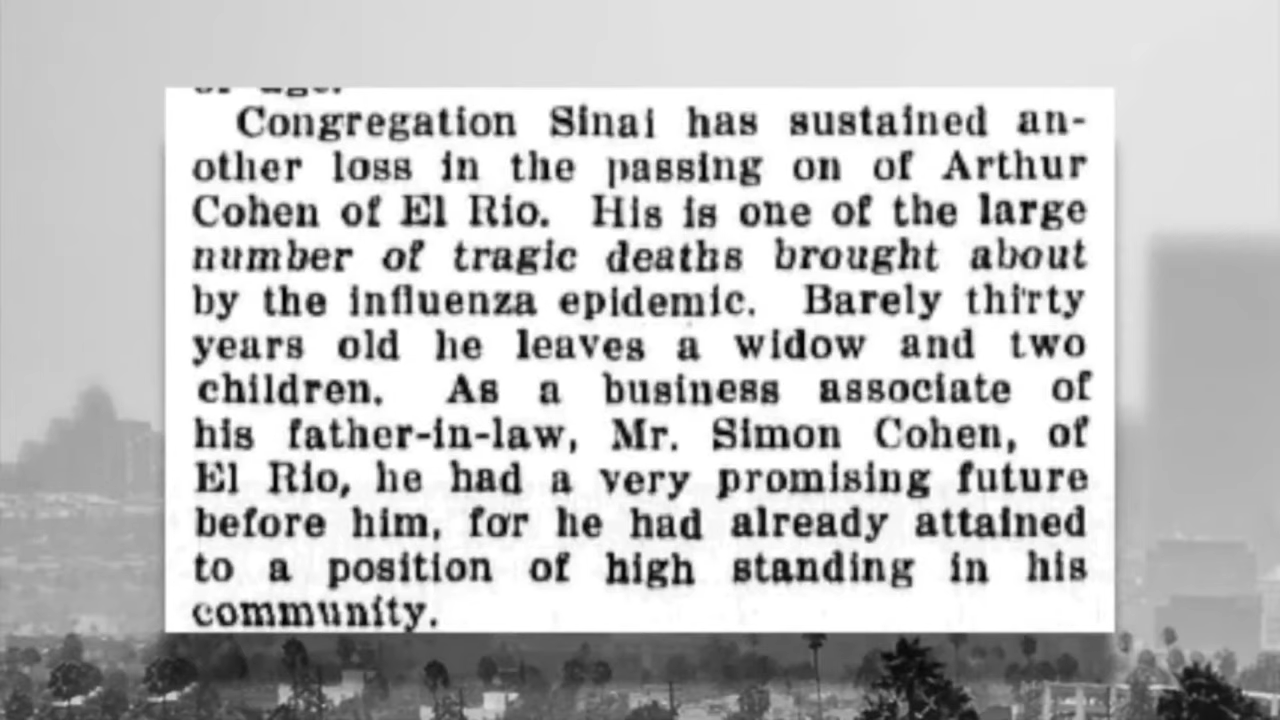 Congregation Sinai has sustained an-
other loss in the passing on of Arthur
Cohen of El Rio. His is one of the large
number of tragic deaths brought about
by the influenza epidemic. Barely thirty
years old he leaves a widow and two
children. As a business associate of
his father-in-law, Mr. Simon Cohen, of
El Rio, he had a very promising future
before him, for he had already attained
to a position of high standing in his
community.